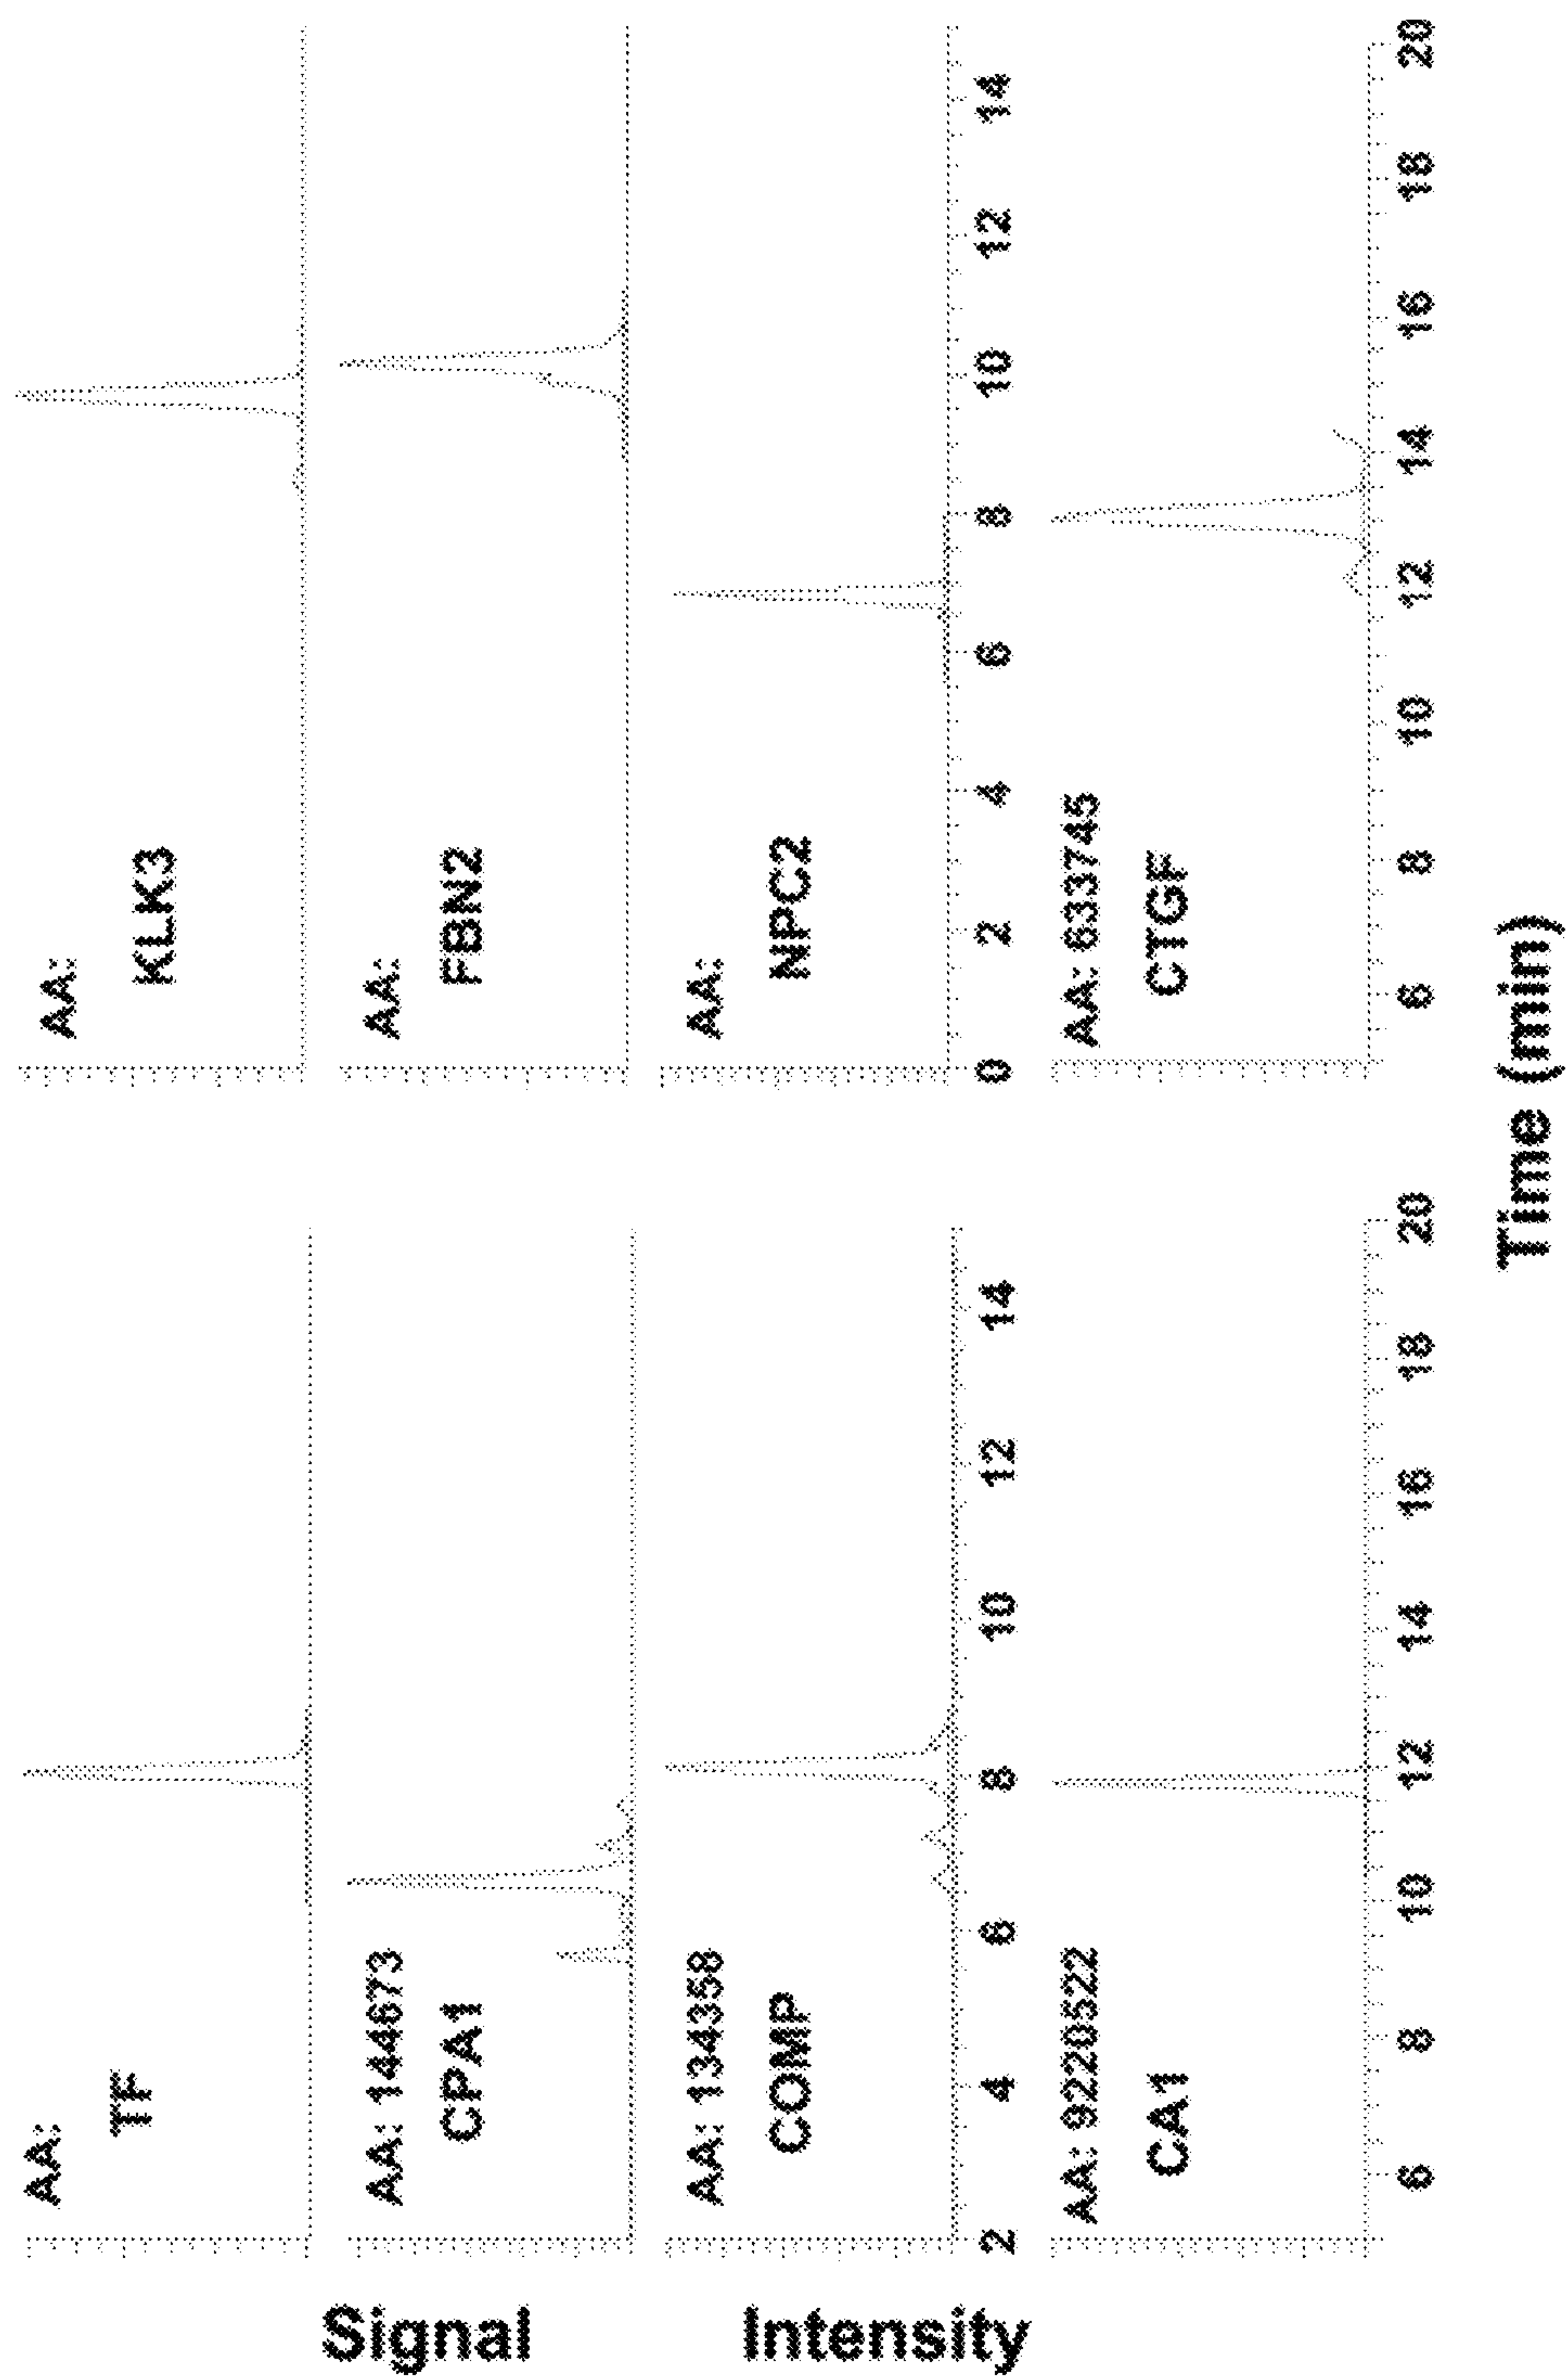 AA:
TF
AA: 144673
CPA1
AA: 134358
COMP
2 4 6 8 10 12 14
AA: 9220522
CA1
6 8 10 12 14 16 18 20
AA:
KLK3
AA:
FBN2
AA:
NPC2
0 2 4 6 8 10 12 14
AA: 633745
CTGF
6 8 10 12 14 16 18 20
Signal
Intensity
Time (min)